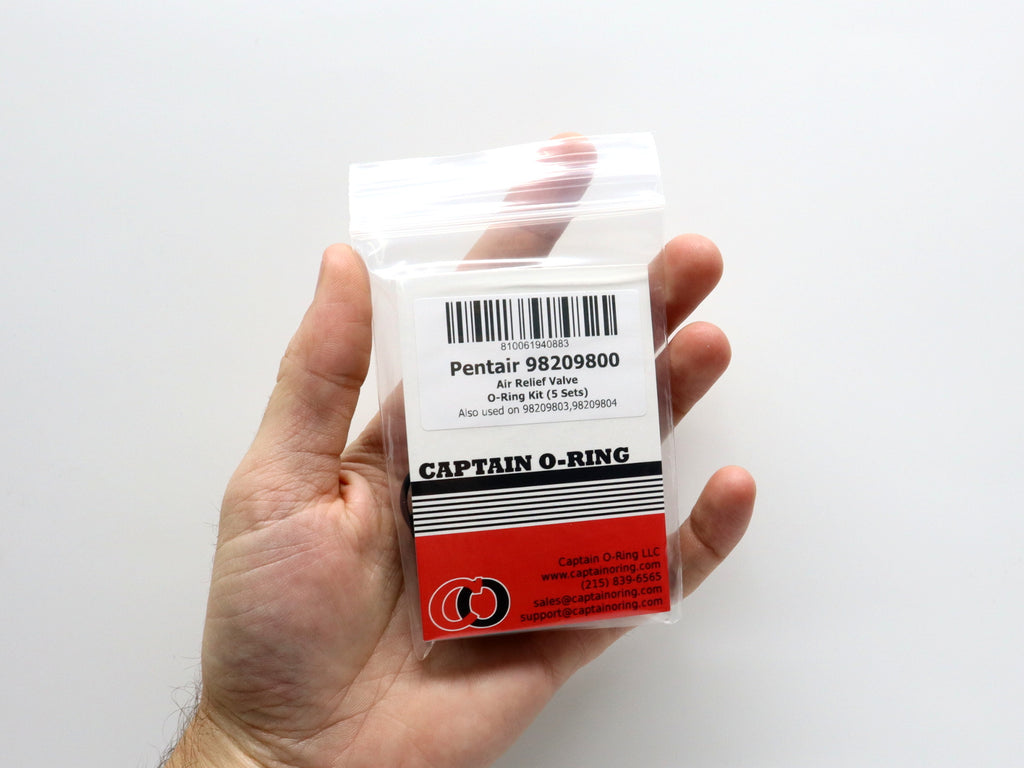 810061940883
Pentair 98209800
Air Relief Valve
O-Ring Kit (5 Sets)
Also used on 98209803,98209804
CAPTAIN O-RING
Captain O-Ring LLC
www.captainoring.com
(215) 839-6565
sales@captainoring.com
support@captainoring.com